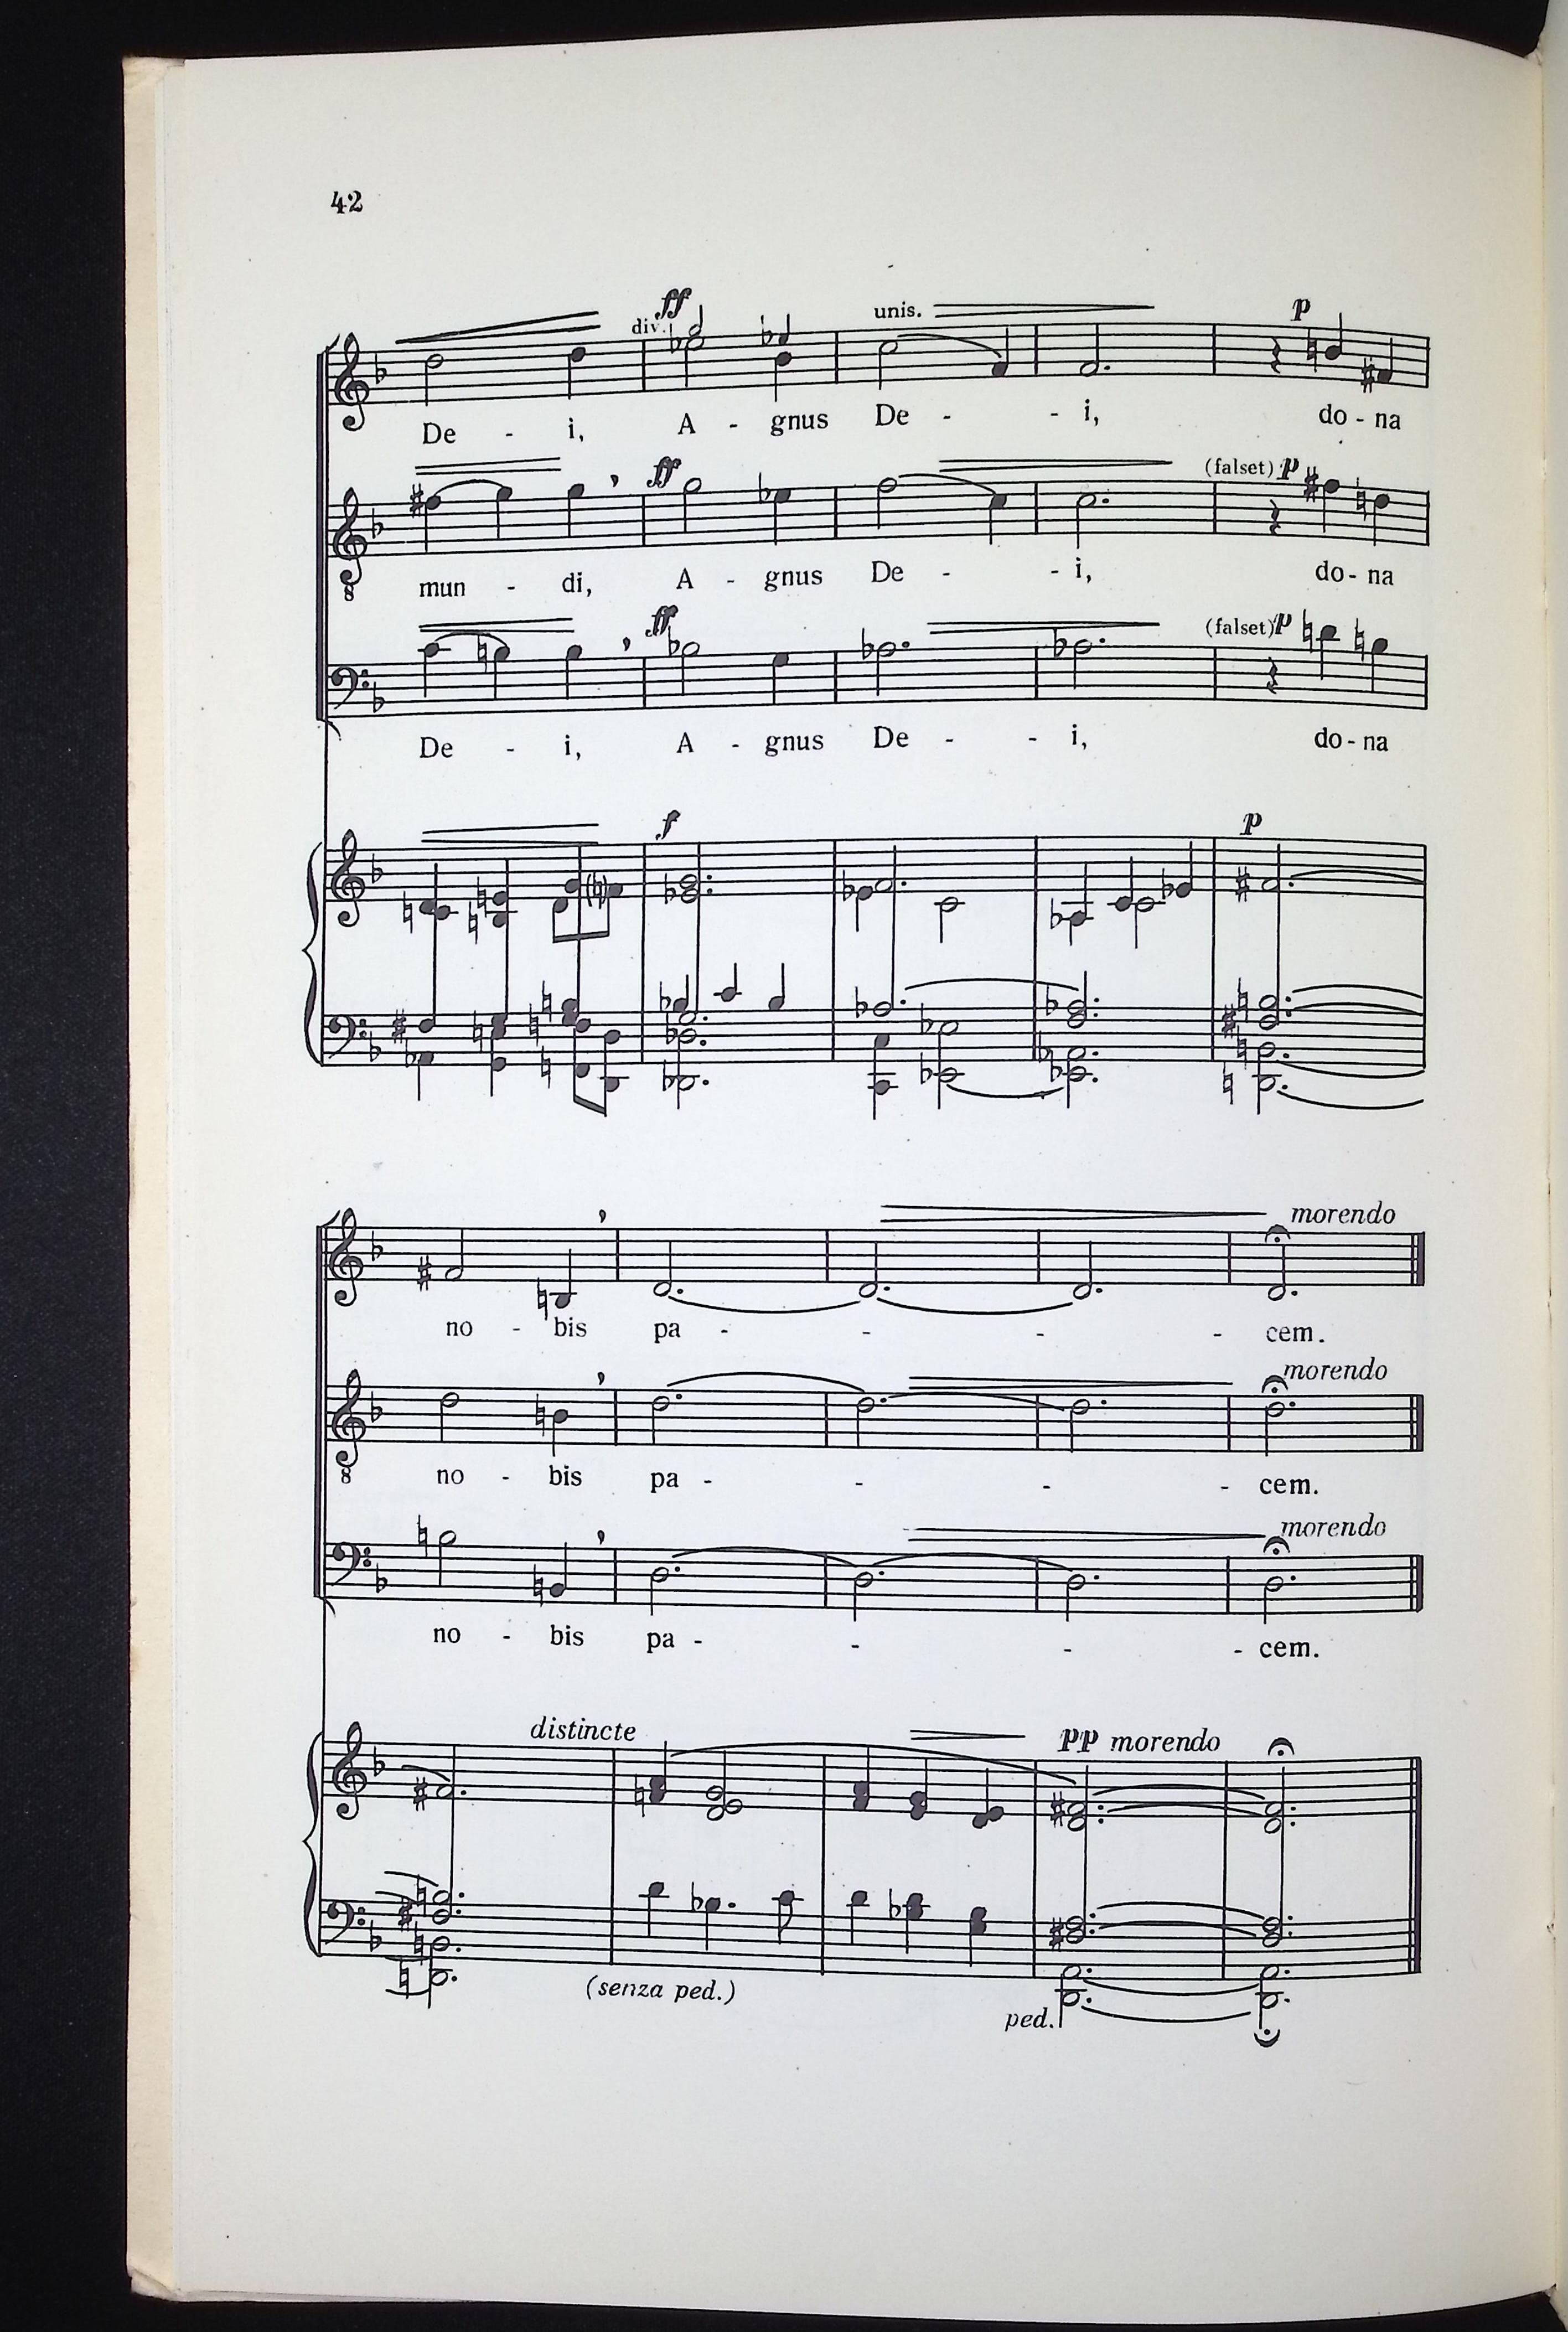 42
ff
div. unis. p
De - i, A - gnus De - - i, do - na
ff (falset) p
8 mun - di, A - gnus De - - i, do - na
ff (falset) p
De - i, A - gnus De - - i, do - na
f p
morendo
no - bis pa - - - - cem.
morendo
8 no - bis pa - - - - cem.
morendo
no - bis pa - - - - cem.
distincte pp morendo
(senza ped.)
ped.